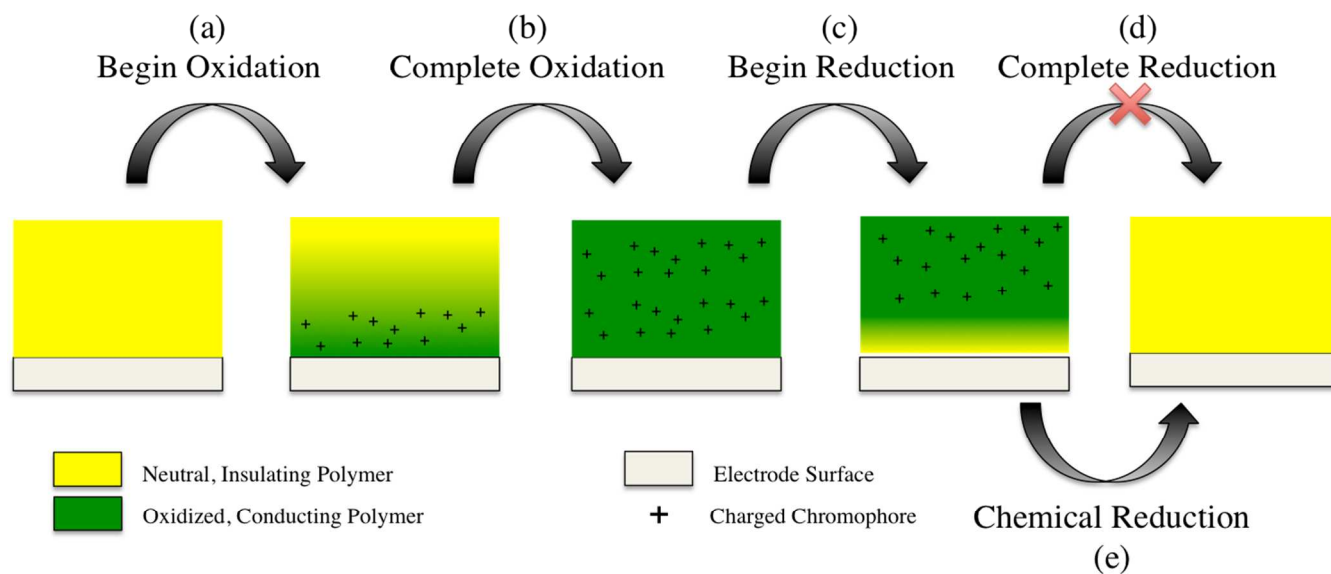 (a)
Begin Oxidation
(b)
Complete Oxidation
(c)
Begin Reduction
(d)
Complete Reduction
Neutral, Insulating Polymer
Oxidized, Conducting Polymer
Electrode Surface
+ Charged Chromophore
Chemical Reduction
(e)